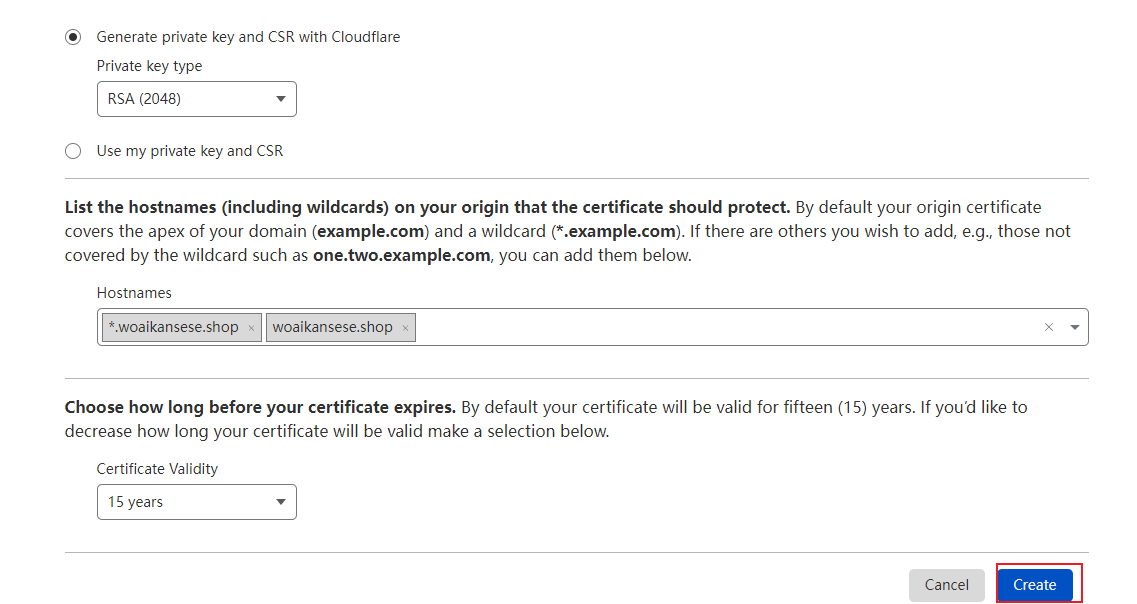 Generate private key and CSR with Cloudflare
Private key type
RSA (2048)
Use my private key and CSR
List the hostnames (including wildcards) on your origin that the certificate should protect. By default your origin certificate
covers the apex of your domain (example.com) and a wildcard (*.example.com). If there are others you wish to add, e.g., those not
covered by the wildcard such as one.two.example.com, you can add them below.
Hostnames
*.woaikansese.shop × woaikansese.shop ×
Choose how long before your certificate expires. By default your certificate will be valid for fifteen (15) years. If you’d like to
decrease how long your certificate will be valid make a selection below.
Certificate Validity
15 years
Cancel Create